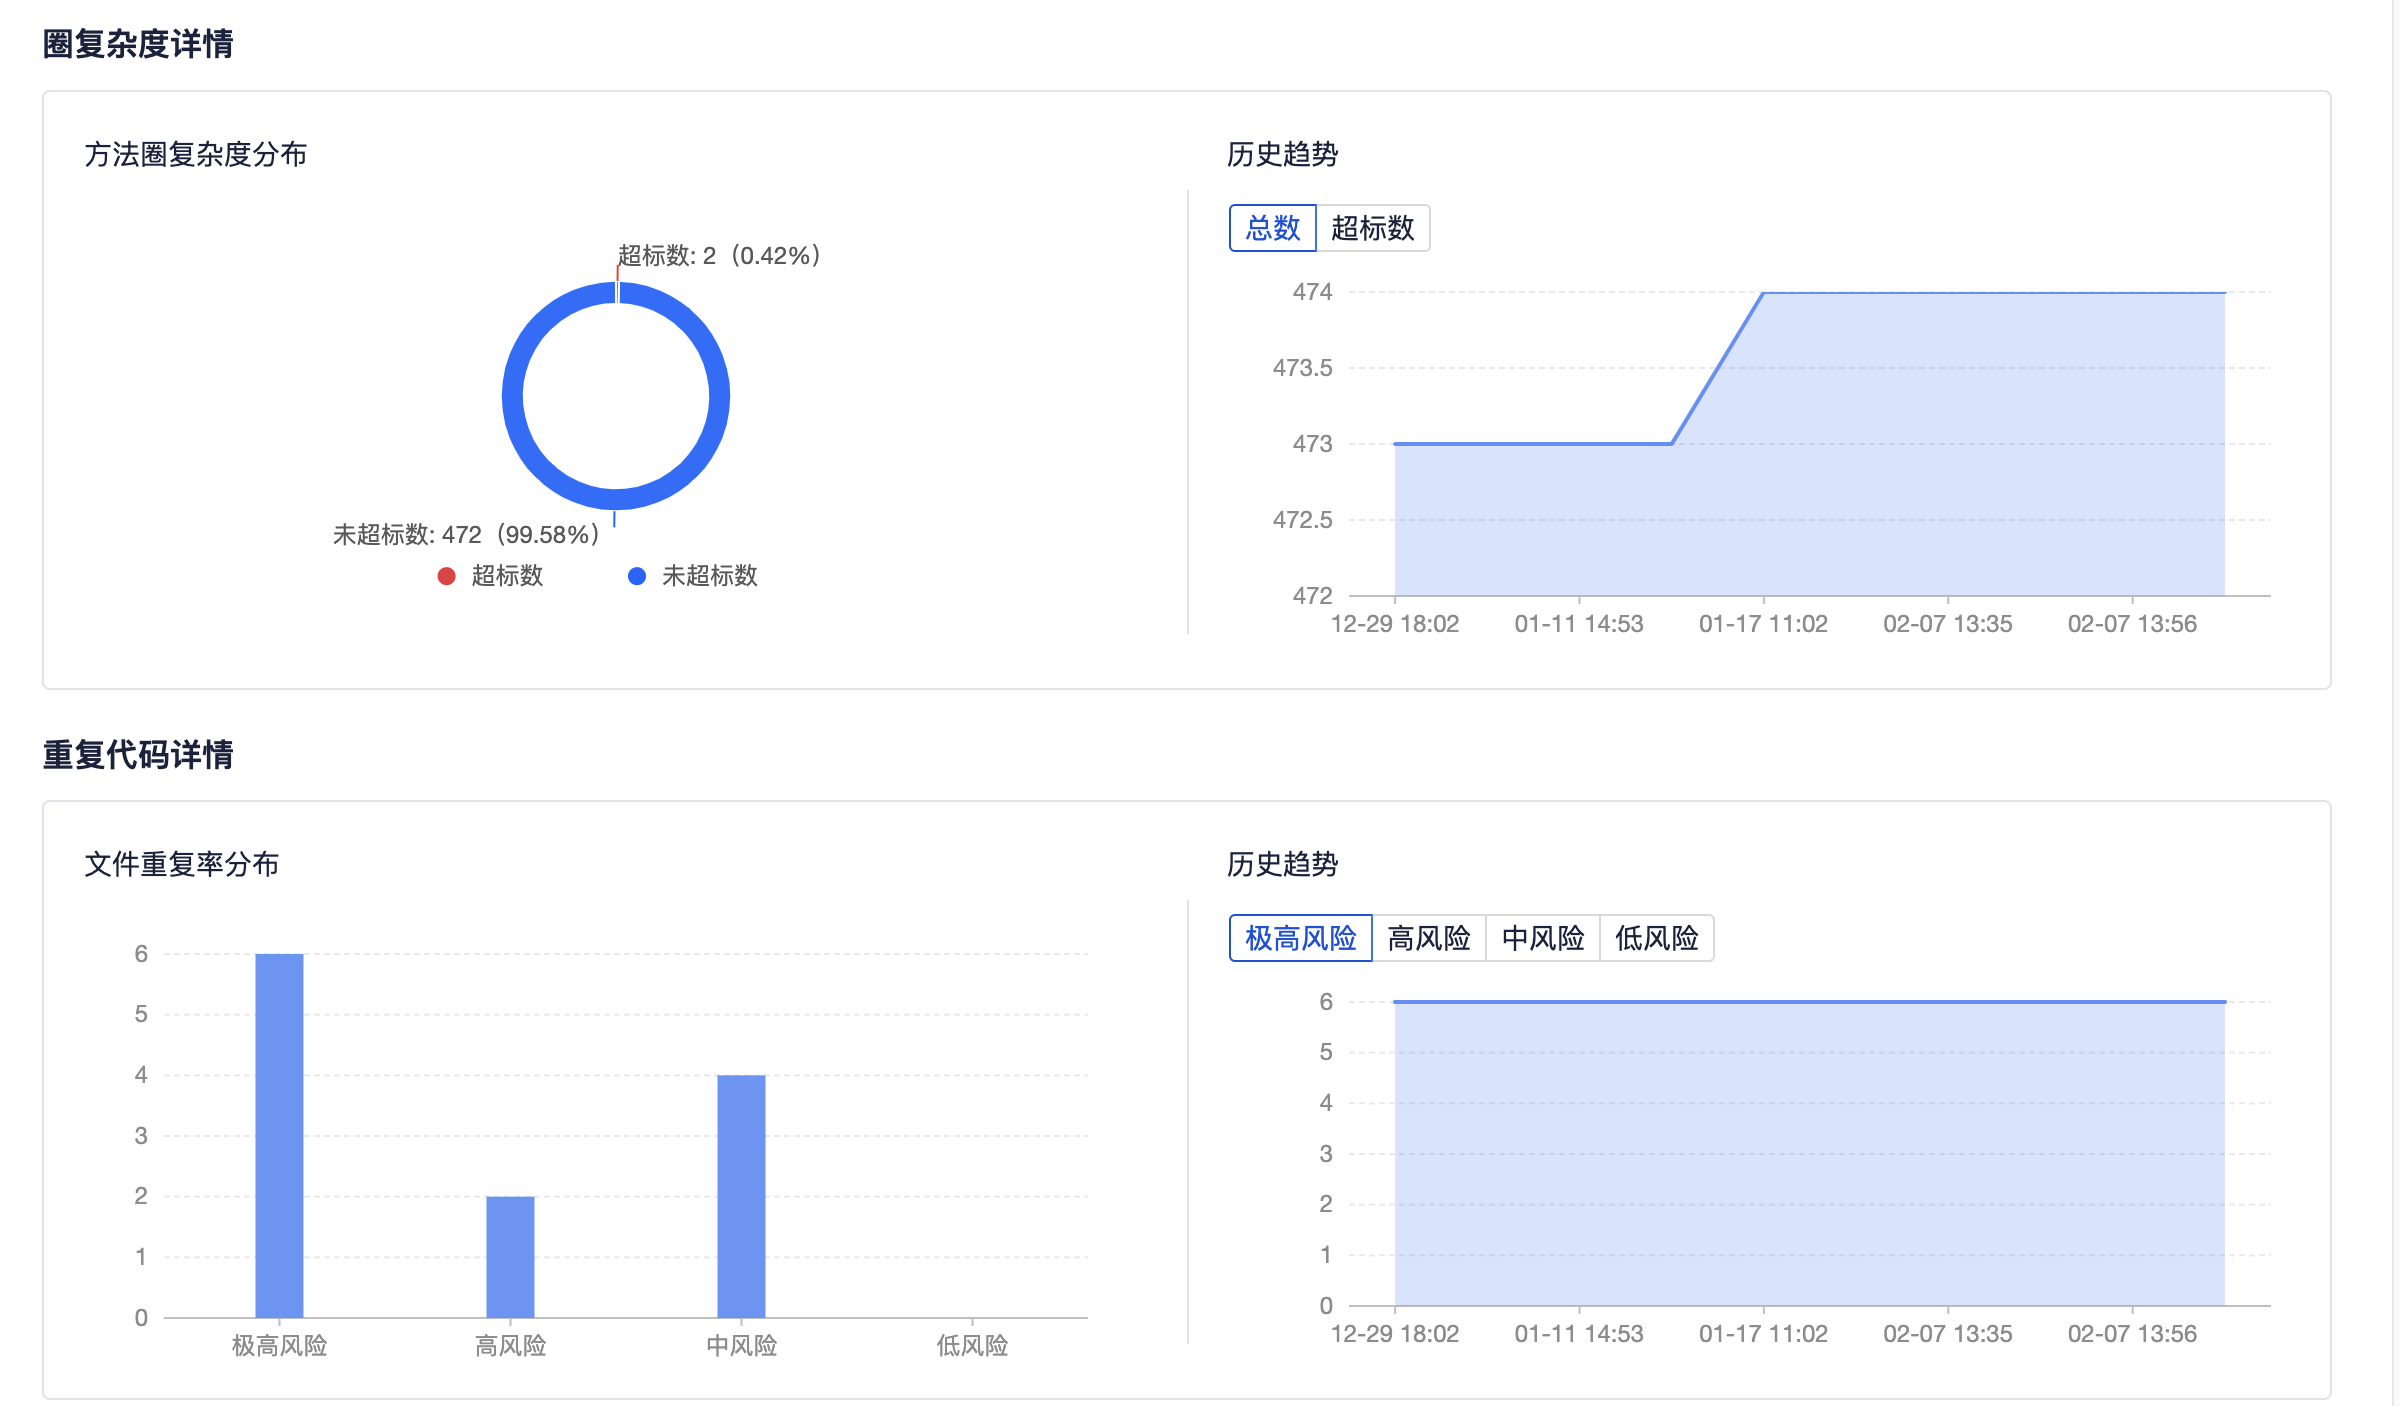 圈复杂度详情
方法圈复杂度分布
超标数: 2（0.42%）
未超标数: 472（99.58%）
超标数
未超标数
历史趋势
总数
超标数
474
473.5
473
472.5
472
12-29 18:02
01-11 14:53
01-17 11:02
02-07 13:35
02-07 13:56
重复代码详情
文件重复率分布
6
5
4
3
2
1
0
极高风险
高风险
中风险
低风险
历史趋势
极高风险
高风险
中风险
低风险
6
5
4
3
2
1
0
12-29 18:02
01-11 14:53
01-17 11:02
02-07 13:35
02-07 13:56